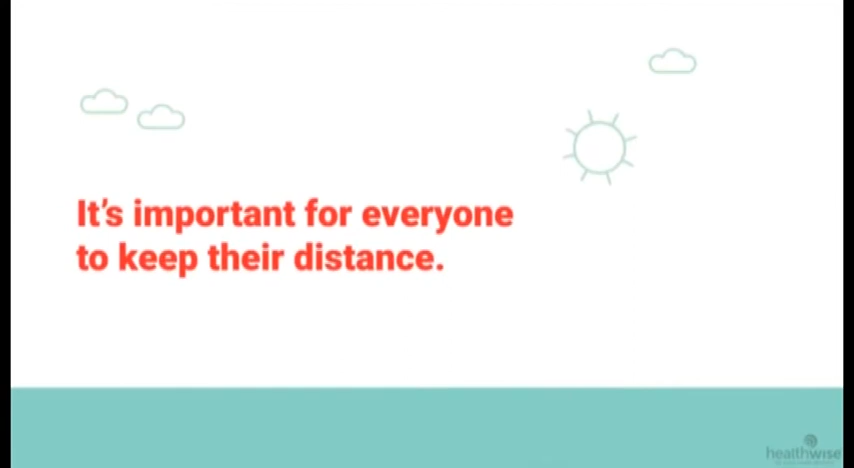 It's important for everyone
to keep their distance.
healthwise